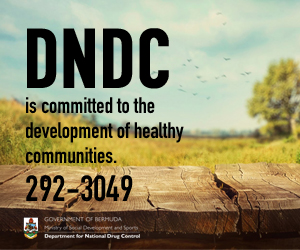 DNDC
is committed to the
development of healthy
communities.
292-3049
GOVERNMENT OF BERMUDA
Ministry of Social Development and Sports
Department for National Drug Control